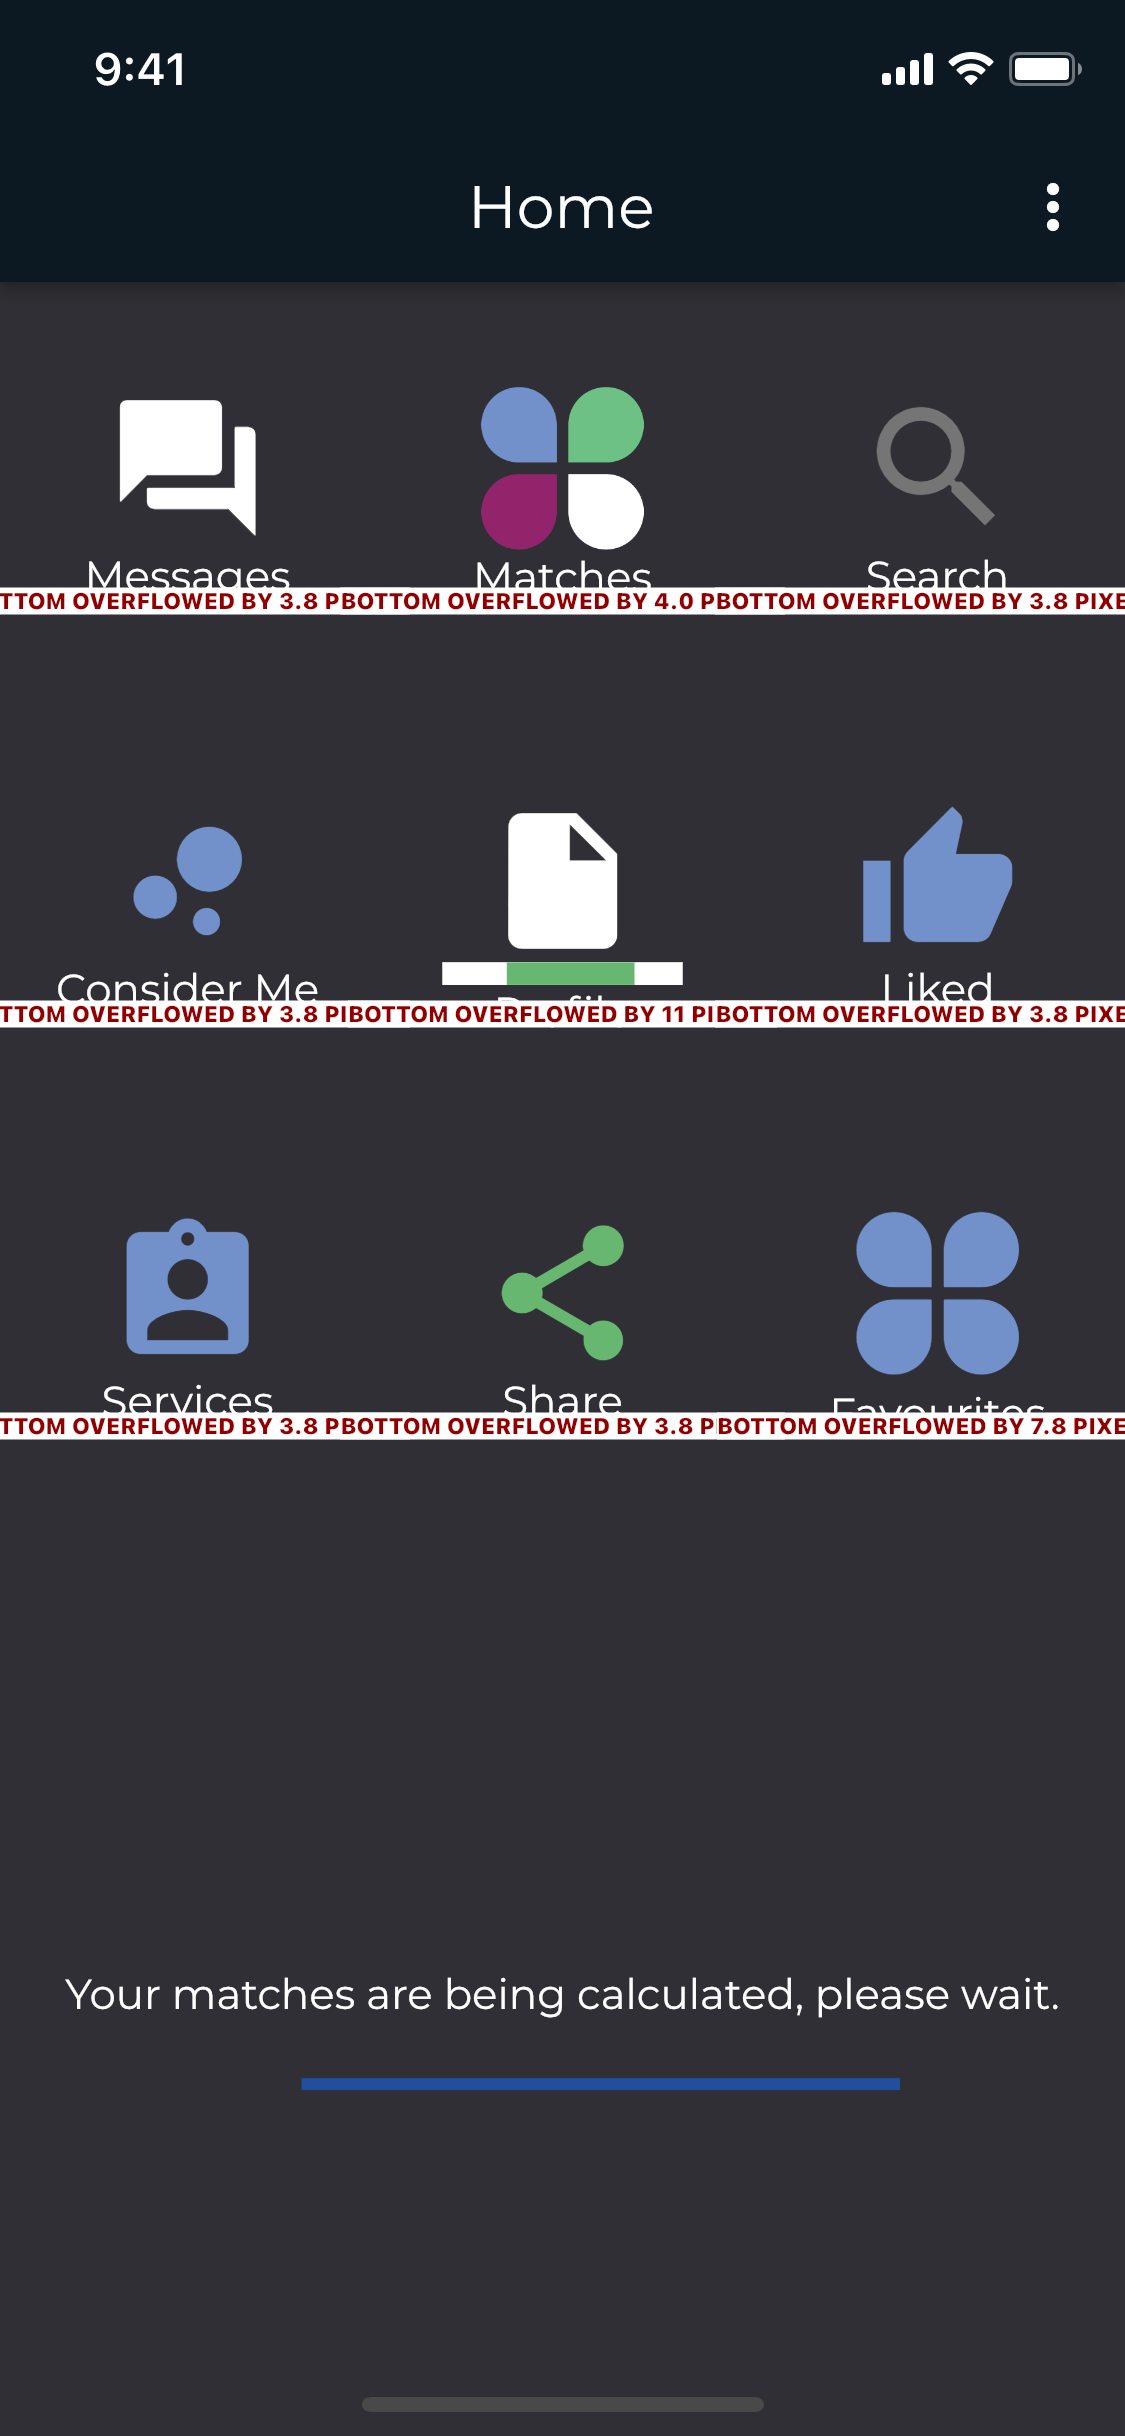 9:41
Home
Messages Matches Search
TTOM OVERFLOWED BY 3.8 PBOTTOM OVERFLOWED BY 4.0 PBOTTOM OVERFLOWED BY 3.8 PIXE
Consider Me Profile Liked
TTOM OVERFLOWED BY 3.8 PIBOTTOM OVERFLOWED BY 11 PIBOTTOM OVERFLOWED BY 3.8 PIXE
Services Share Favourites
TTOM OVERFLOWED BY 3.8 PBOTTOM OVERFLOWED BY 3.8 PBOTTOM OVERFLOWED BY 7.8 PIXE
Your matches are being calculated, please wait.